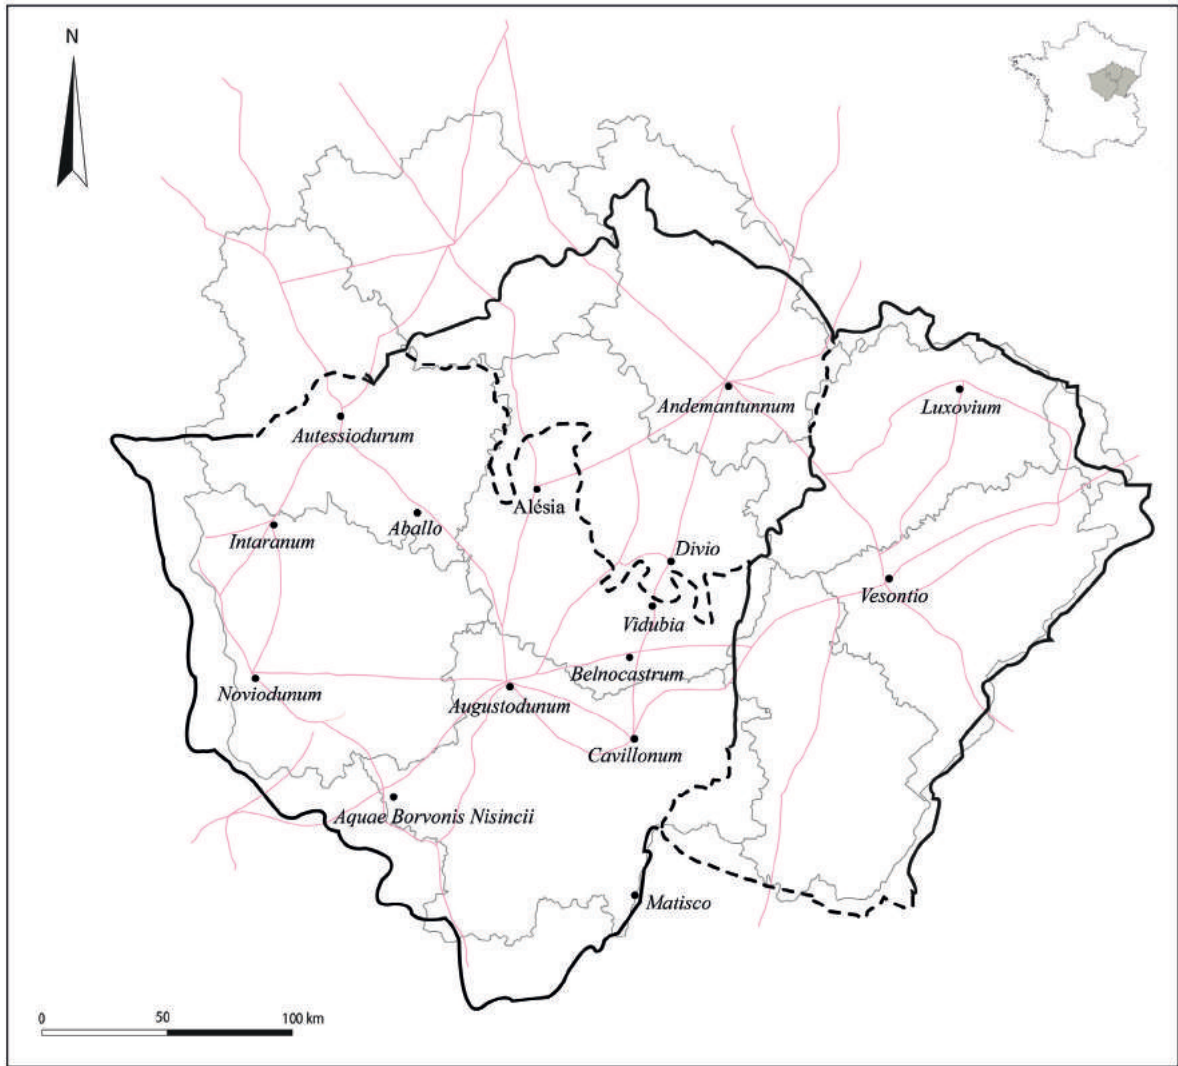 N
Andemantunnum
Luxovium
Autessiodurum
Alésia
Aballo
Intaranum
Divio
Vesontio
Vidubia
Belnocastrum
Noviodunum
Augustodunum
Cavillonum
Aquae Borvonis Nisincii
Matisco
0 50 100 km